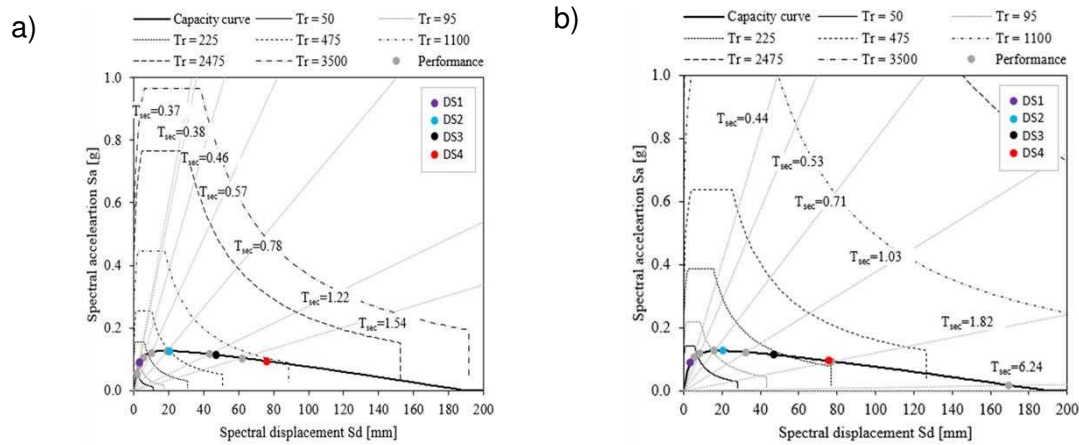 a)
Capacity curve Tr = 50 Tr = 95
Tr = 225 Tr = 475 Tr = 1100
Tr = 2475 Tr = 3500 Performance
1.0
0.8
0.6
0.4
0.2
0.0
Spectral acceleartion Sa [g]
DS1
DS2
DS3
DS4
Tsec=0.37
Tsec=0.38
Tsec=0.46
Tsec=0.57
Tsec=0.78
Tsec=1.22
Tsec=1.54
0 20 40 60 80 100 120 140 160 180 200
Spectral displacement Sd [mm]
b)
Capacity curve Tr = 50 Tr = 95
Tr = 225 Tr = 475 Tr = 1100
Tr = 2475 Tr = 3500 Performance
1.0
0.8
0.6
0.4
0.2
0.0
Spectral acceleartion Sa [g]
DS1
DS2
DS3
DS4
Tsec=0.44
Tsec=0.53
Tsec=0.71
Tsec=1.03
Tsec=1.82
Tsec=6.24
0 20 40 60 80 100 120 140 160 180 200
Spectral displacement Sd [mm]